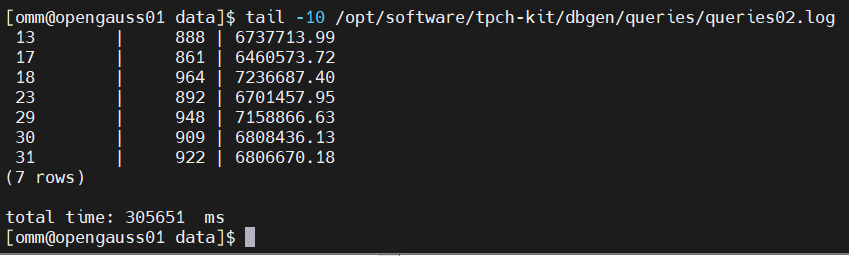 [omm@opengauss01 data]$ tail -10 /opt/software/tpch-kit/dbgen/queries/queries02.log
 13        |     888 | 6737713.99
 17        |     861 | 6460573.72
 18        |     964 | 7236687.40
 23        |     892 | 6701457.95
 29        |     948 | 7158866.63
 30        |     909 | 6808436.13
 31        |     922 | 6806670.18
(7 rows)
total time: 305651  ms
[omm@opengauss01 data]$